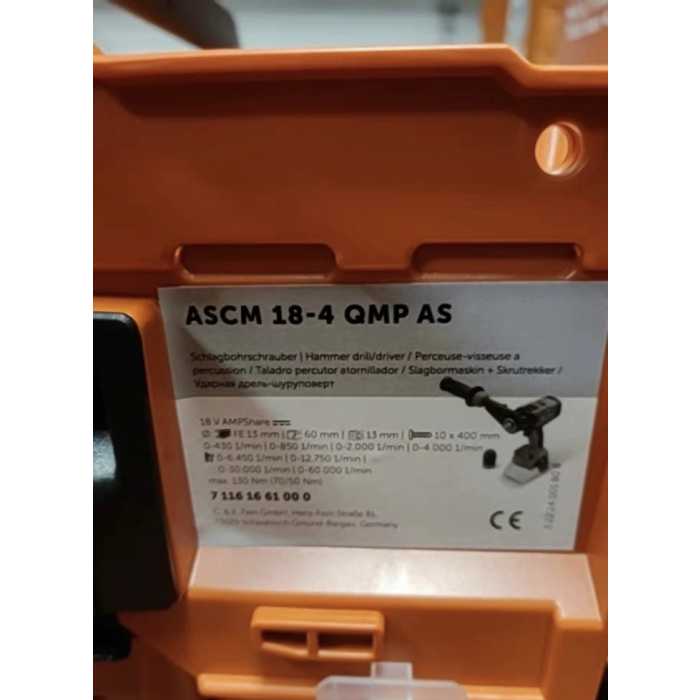 ASCM 18-4 QMP AS
Schlagbohrschrauber | Hammer drill/driver / Perceuse-visseuse a
percussion / Taladro percutor atornillador / Slagbormaskin + Skrutrekker /
Ударная дрель-шуруповерт
18 V AMPShare
Ø FE 13 mm | 60 mm | 13 mm | 10 x 400 mm
0-430 1/min | 0-850 1/min | 0-2.000 1/min | 0-4.000 1/min
0-6.450 1/min | 0-12.750 1/min |
0-30.000 1/min | 0-60.000 1/min
max. 130 Nm (70/50 Nm)
7 116 16 61 00 0
C. & E. Fein GmbH, Hans-Fein-Straße 81,
73529 Schwäbisch Gmünd-Bargau, Germany
CE